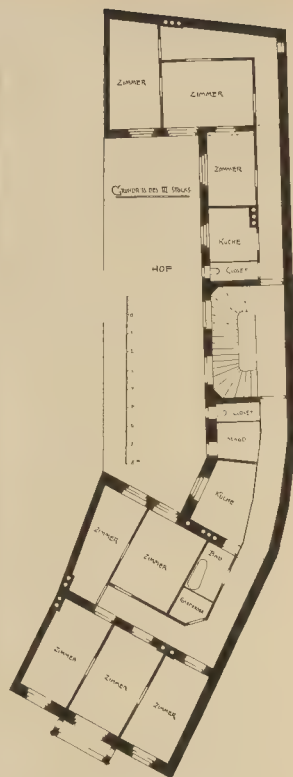 ZIMMER
ZIMMER
ZIMMER
GRUNDRISS DES III STOCKS
KÜCHE
CLOSET
HOF
CLOSET
MAGD
KÜCHE
ZIMMER
ZIMMER
BAD
ZIMMER
ZIMMER
ZIMMER